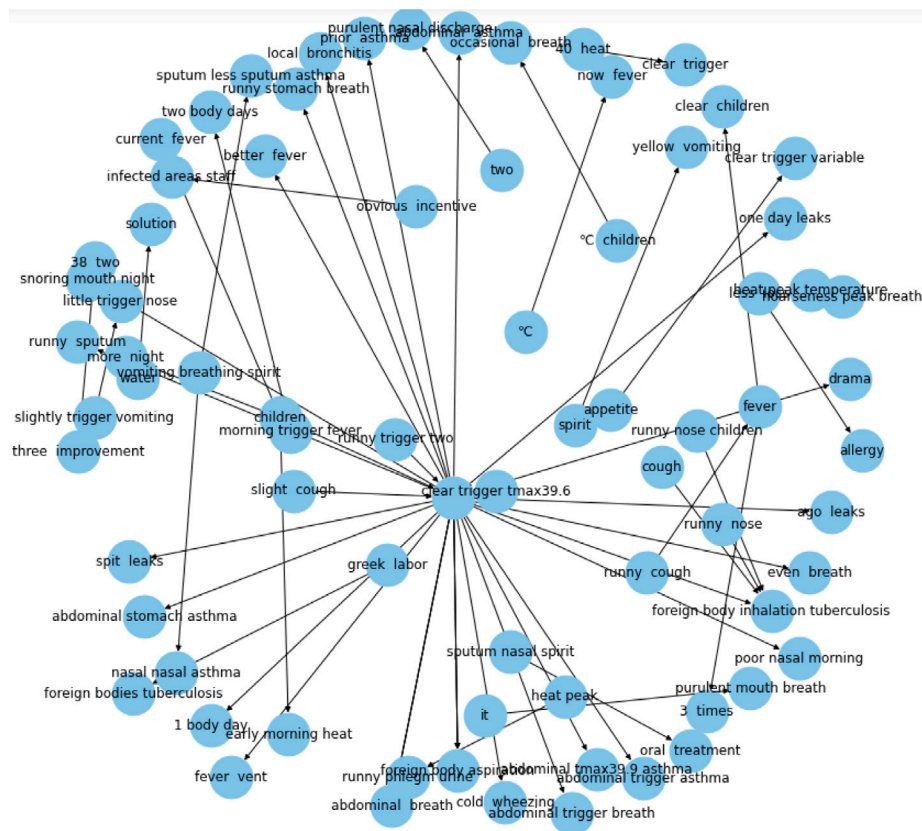 purulent nasal discharge
abdominal  asthma
prior  asthma
occasional  breath
local  bronchitis
40  heat
clear  trigger
sputum less sputum asthma
now  fever
runny stomach breath
two body days
clear  children
current  fever
better  fever
yellow  vomiting
clear trigger variable
infected areas staff
two
obvious  incentive
one day leaks
solution
°C  children
38  two
snoring mouth night
little trigger nose
heat peak temperature
hoarseness peak breath
runny  sputum
°C
more  night
water
vomiting breathing spirit
drama
slightly trigger vomiting
children
appetite
fever
morning trigger fever
spirit
runny nose children
runny trigger two
three  improvement
allergy
cough
slight  cough
clear trigger tmax39.6
ago  leaks
runny  nose
spit  leaks
greek  labor
runny  cough
even  breath
abdominal stomach asthma
foreign body inhalation tuberculosis
sputum nasal spirit
poor nasal morning
nasal nasal asthma
foreign bodies tuberculosis
heat peak
purulent mouth breath
1 body day
it
3  times
early morning heat
oral  treatment
fever  vent
foreign body aspiration
abdominal tmax39.9 asthma
runny phlegm urine
abdominal trigger asthma
abdominal  breath
cold  wheezing
abdominal trigger breath